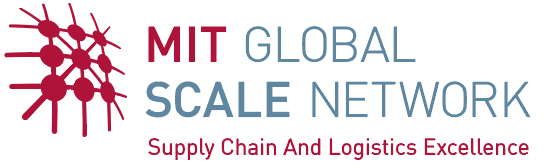 MIT GLOBAL
SCALE NETWORK
Supply Chain And Logistics Excellence